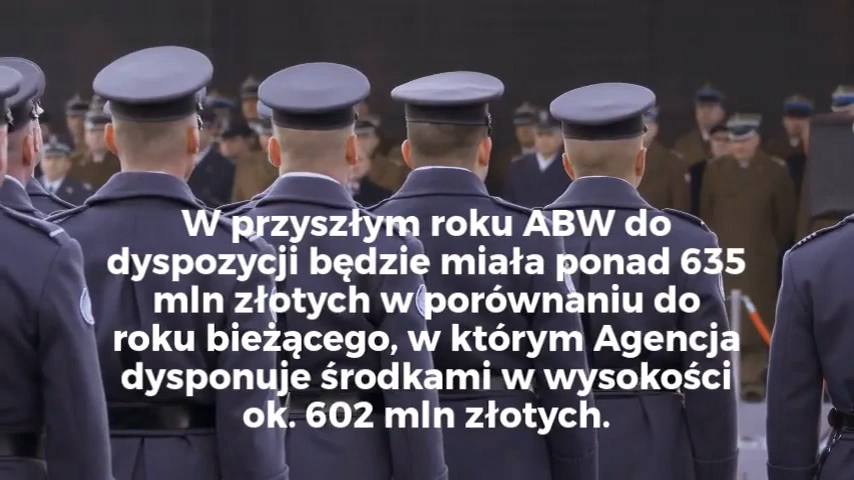 W przyszłym roku ABW do
dyspozycji będzie miała ponad 635
mln złotych w porównaniu do
roku bieżącego, w którym Agencja
dysponuje środkami w wysokości
ok. 602 mln złotych.